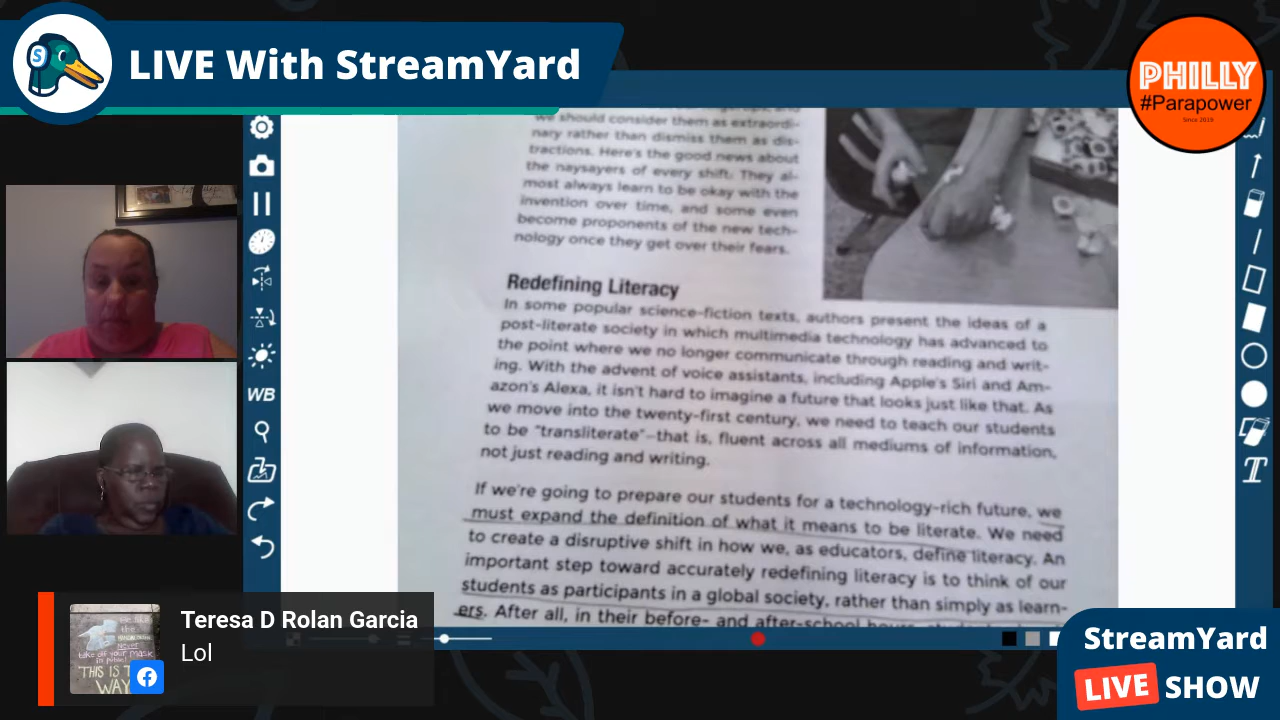 LIVE With StreamYard
PHILLY
#Parapower
Since 2019
we should consider them as extraordi-
nary rather than dismiss them as dis-
tractions. Here's the good news about
the naysayers of every shift: They al-
most always learn to be okay with the
invention over time, and some even
become proponents of the new tech-
nology once they get over their fears.
Redefining Literacy
In some popular science-fiction texts, authors present the ideas of a
post-literate society in which multimedia technology has advanced to
the point where we no longer communicate through reading and writ-
ing. With the advent of voice assistants, including Apple's Siri and Am-
azon's Alexa, it isn't hard to imagine a future that looks just like that. As
we move into the twenty-first century, we need to teach our students
to be "transliterate"—that is, fluent across all mediums of information,
not just reading and writing.
If we're going to prepare our students for a technology-rich future, we
must expand the definition of what it means to be literate. We need
to create a disruptive shift in how we, as educators, define literacy. An
important step toward accurately redefining literacy is to think of our
students as participants in a global society, rather than simply as learn-
ers. After all, in their before- and after-school hours,
WB
T
Teresa D Rolan Garcia
Lol
THIS IS
WAY
StreamYard
LIVE SHOW